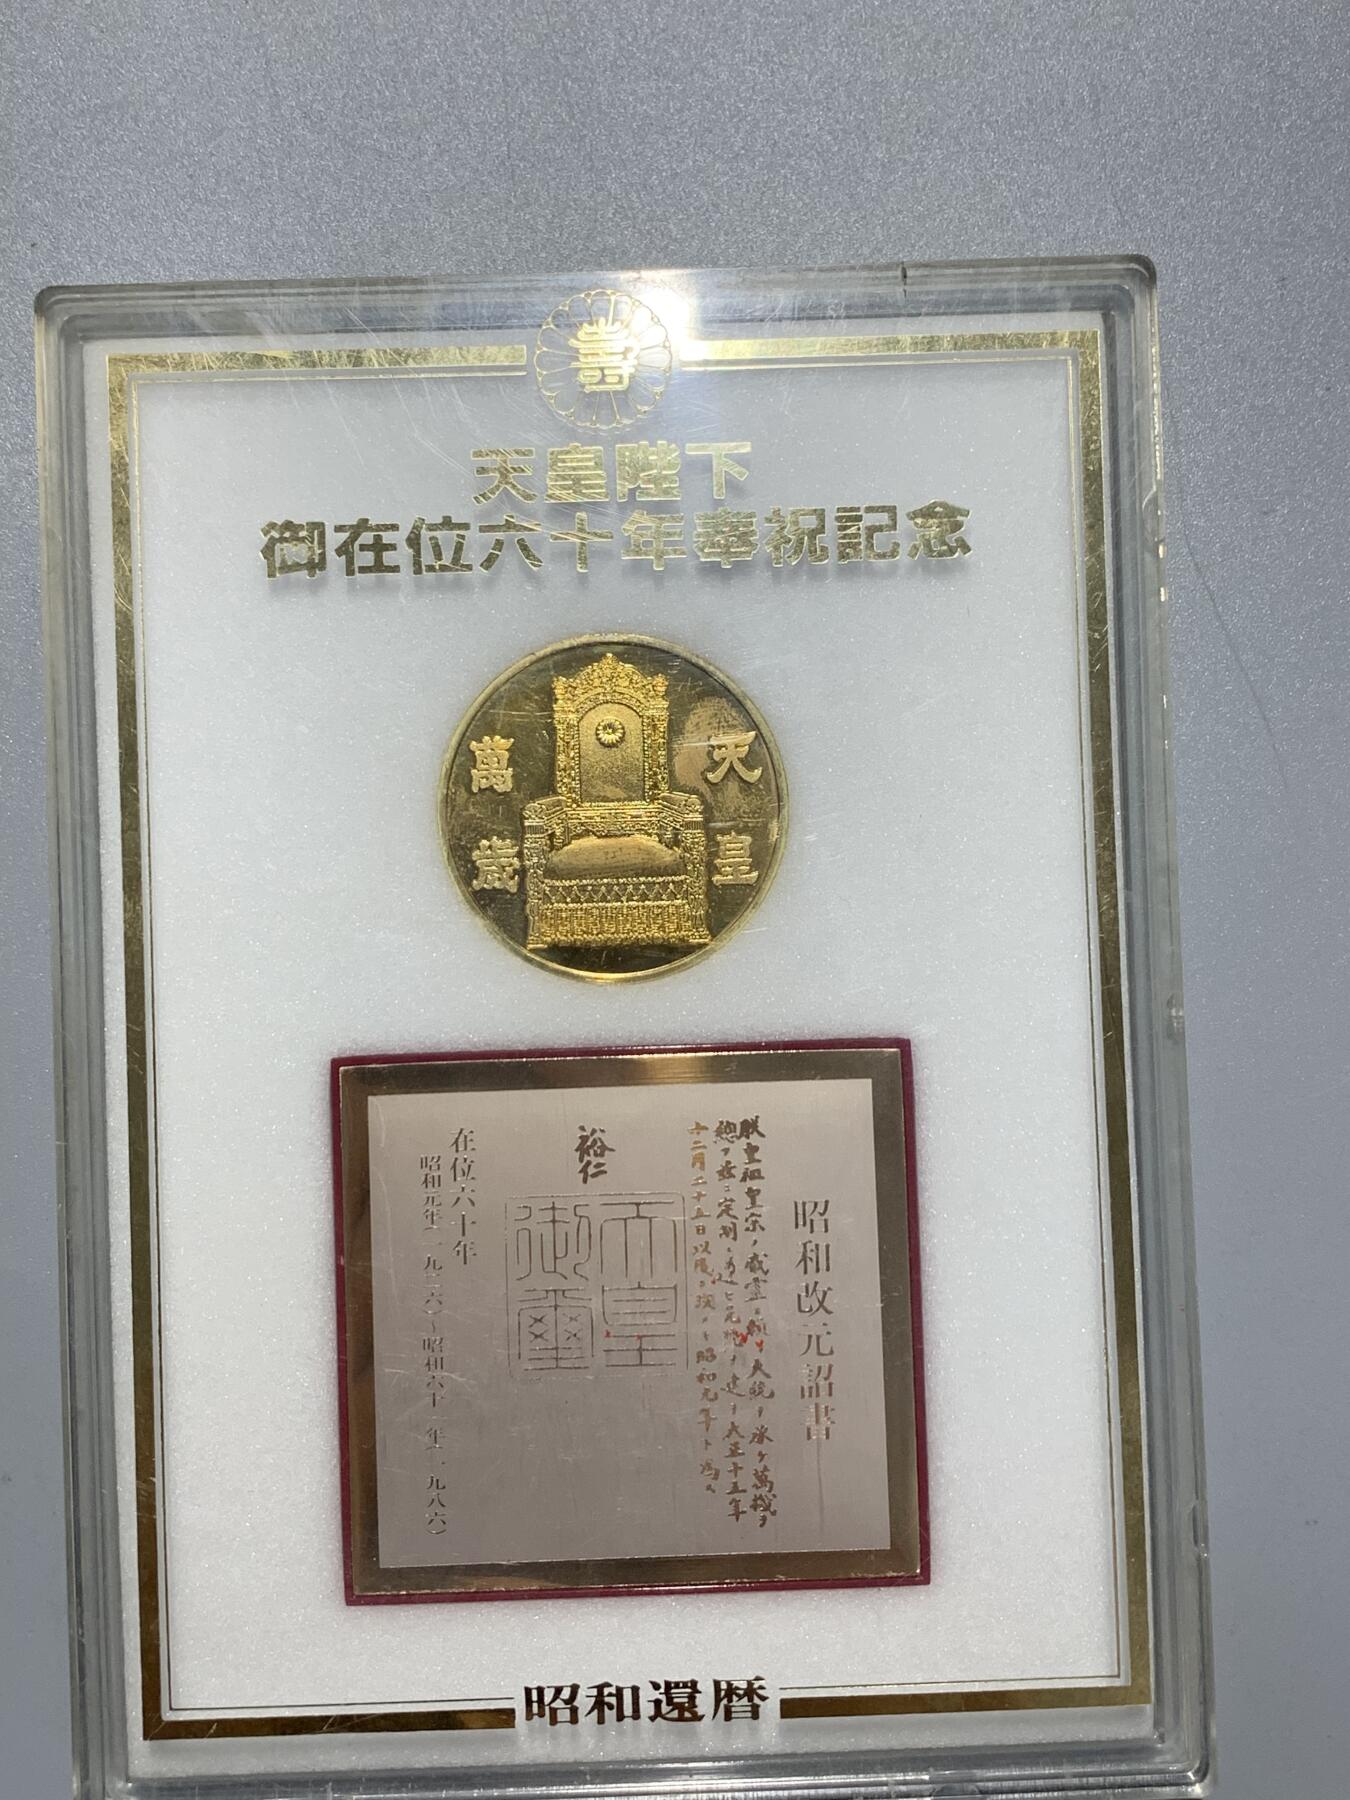 壽
天皇陛下
御在位六十年奉祝記念
天皇
萬歳
昭和改元詔書
朕皇祖皇宗ノ威靈ニ頼リ大統ヲ承ケ萬機ヲ
總フ茲ニ定制ニ遵ヒ元號ヲ建テ大正十五年
十二月二十五日以後ヲ改メテ昭和元年ト為ス
裕仁
天皇
御璽
在位六十年
昭和元年(一九二六)〜昭和六十一年(一九八六)
昭和還暦